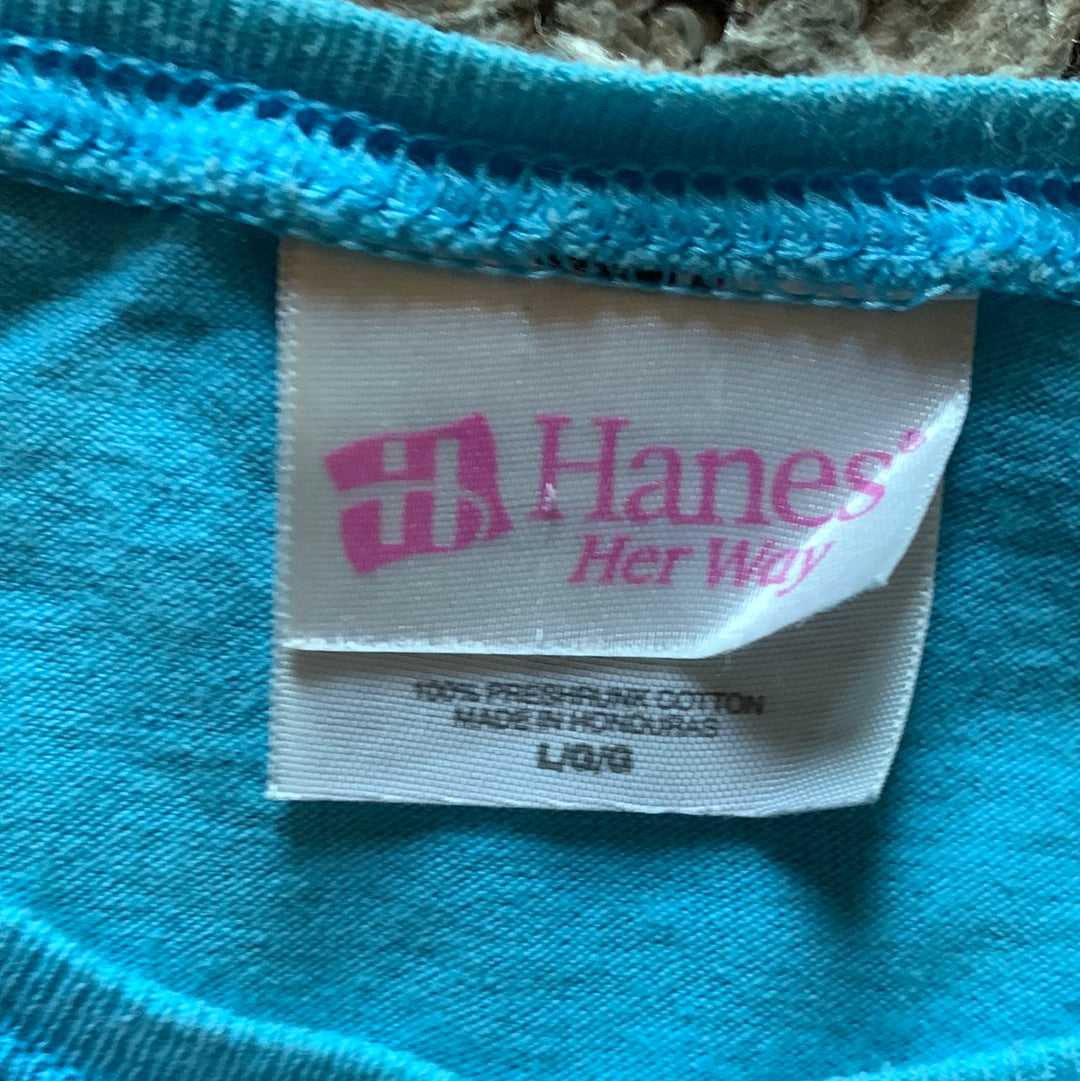 Hanes®
Her Way
100% PRESHRUNK COTTON
MADE IN HONDURAS
L/G/G